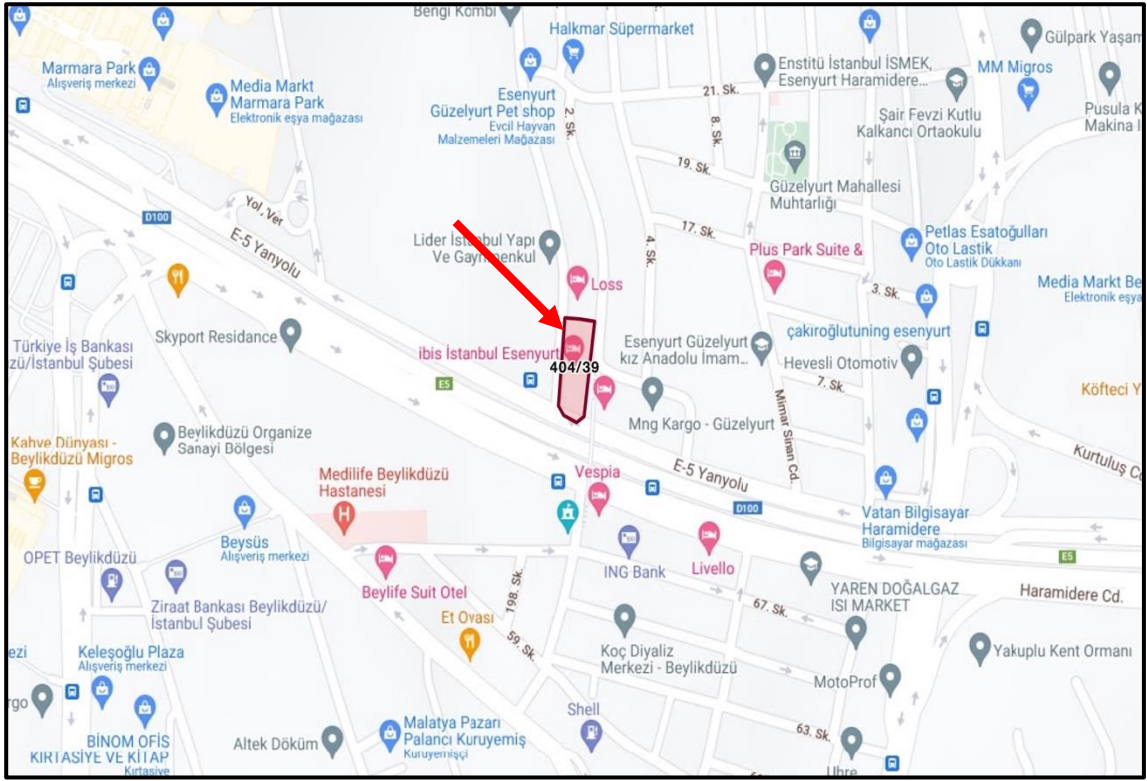 Bengi Kombi
Halkmar Süpermarket
Gülpark Yaşam
Marmara Park
Alışveriş merkezi
Media Markt
Marmara Park
Elektronik eşya mağazası
Esenyurt
Güzelyurt Pet shop
Evcil Hayvan
Malzemeleri Mağazası
2. Sk.
21. Sk.
8. Sk.
Enstitü İstanbul İSMEK,
Esenyurt Haramidere...
MM Migros
Şair Fevzi Kutlu
Kalkancı Ortaokulu
Pusula K
Makina İ
19. Sk.
Güzelyurt Mahallesi
Muhtarlığı
Yol, Ver
D100
E-5 Yanyolu
Lider İstanbul Yapı
Ve Gayrimenkul
17. Sk.
4. Sk.
Plus Park Suite &
Petlas Esatoğulları
Oto Lastik
Oto Lastik Dükkanı
Loss
3. Sk.
Media Markt Be
Elektronik eşya
Skyport Residance
Türkiye İş Bankası
zü/İstanbul Şubesi
ibis İstanbul Esenyurt
404/39
Esenyurt Güzelyurt
kız Anadolu İmam...
çakıroğlutuning esenyurt
Hevesli Otomotiv
E5
7. Sk.
Köfteci Y
Mng Kargo - Güzelyurt
Mimar Sinan Cd.
Kahve Dünyası -
Beylikdüzü Migros
Beylikdüzü Organize
Sanayi Bölgesi
Kurtuluş C
Medilife Beylikdüzü
Hastanesi
Vespia
E-5 Yanyolu
D100
Vatan Bilgisayar
Haramidere
Bilgisayar mağazası
Beysüs
Alışveriş merkezi
OPET Beylikdüzü
ING Bank
Livello
E5
Ziraat Bankası Beylikdüzü/
İstanbul Şubesi
Beylife Suit Otel
198. Sk.
YAREN DOĞALGAZ
ISI MARKET
Haramidere Cd.
Et Ovası
59. Sk.
67. Sk.
ezi
Keleşoğlu Plaza
Alışveriş merkezi
Koç Diyaliz
Merkezi - Beylikdüzü
Yakuplu Kent Ormanı
MotoProf
rgo
Shell
63. Sk.
BİNOM OFİS
KIRTASİYE VE KİTAP
Kırtasiye
Altek Döküm
Malatya Pazarı
Palancı Kuruyemiş
Kuruyemişçi